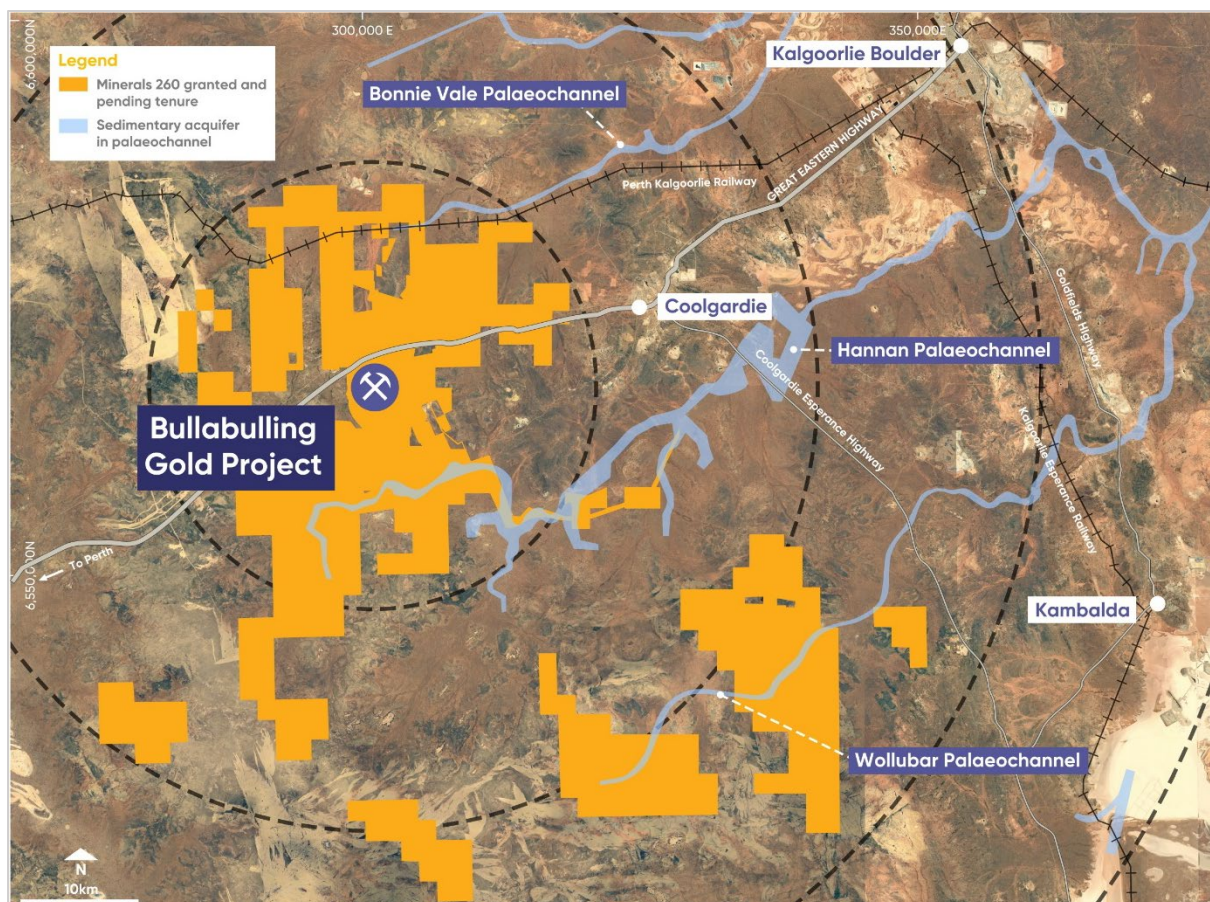 6,600,000N
300,000 E
350,000E
Legend
Minerals 260 granted and
pending tenure
Sedimentary acquifer
in palaeochannel
Kalgoorlie Boulder
Bonnie Vale Palaeochannel
GREAT EASTERN HIGHWAY
Perth Kalgoorlie Railway
Coolgardie
Goldfields Highway
Hannan Palaeochannel
Coolgardie Esperance Highway
Kalgoorlie Esperance Railway
Bullabulling
Gold Project
To Perth
6,550,000N
Kambalda
Wollubar Palaeochannel
N
10km